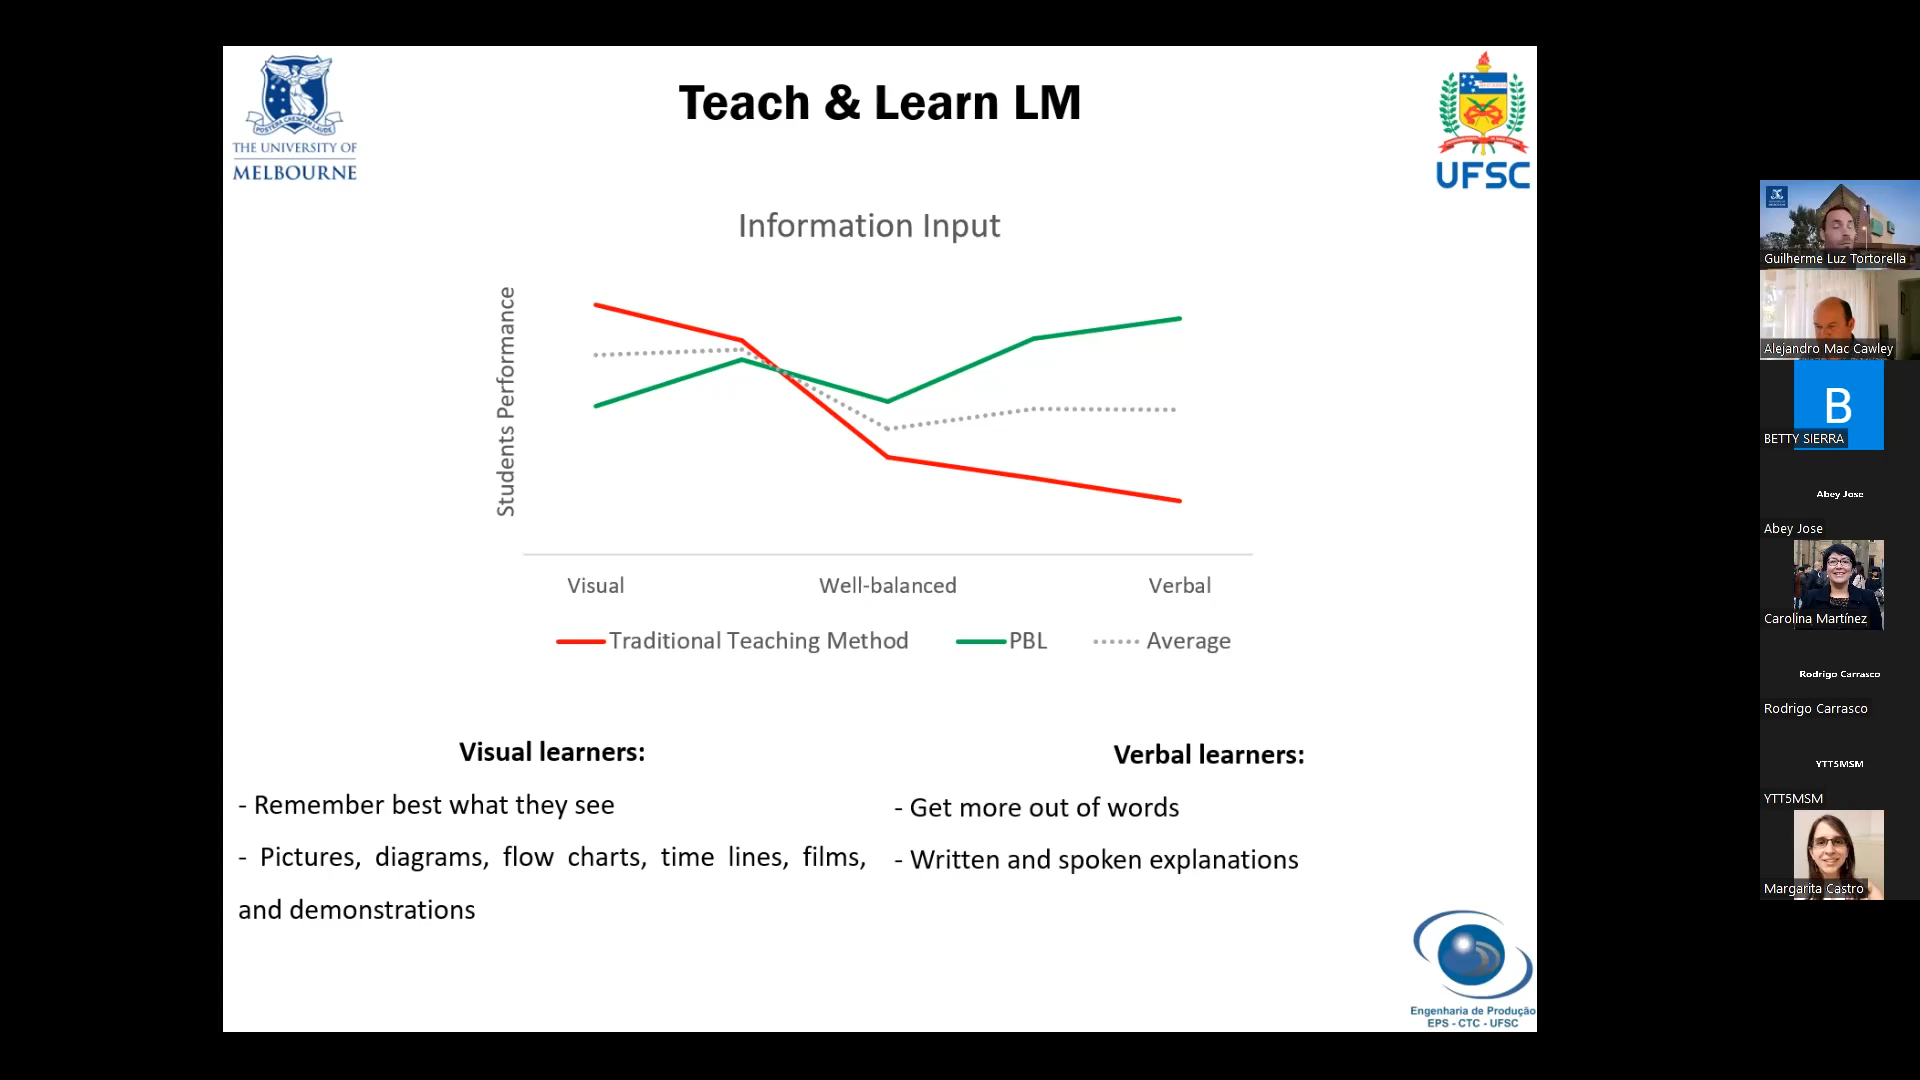 Teach & Learn LM
POSTERA CRESCAM LAUDE
THE UNIVERSITY OF
MELBOURNE
UFSC
Information Input
Students Performance
Visual
Well-balanced
Verbal
Traditional Teaching Method
PBL
Average
Visual learners:
- Remember best what they see
- Pictures, diagrams, flow charts, time lines, films,
and demonstrations
Verbal learners:
- Get more out of words
- Written and spoken explanations
Engenharia de Produção
EPS - CTC - UFSC
Guilherme Luz Tortorella
Alejandro Mac Cawley
B
BETTY SIERRA
Abey Jose
Abey Jose
Carolina Martínez
Rodrigo Carrasco
Rodrigo Carrasco
YTT5MSM
YTT5MSM
Margarita Castro